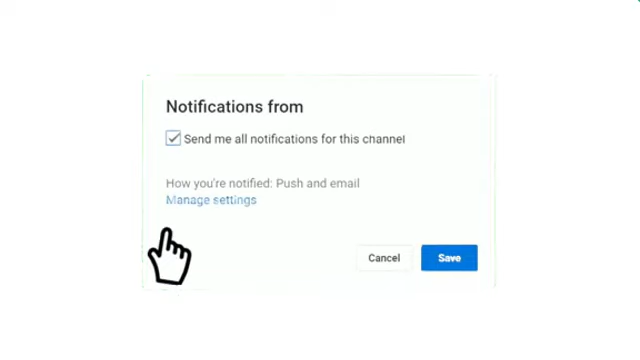 Notifications from
Send me all notifications for this channel
How you're notified: Push and email
Manage settings
Cancel
Save